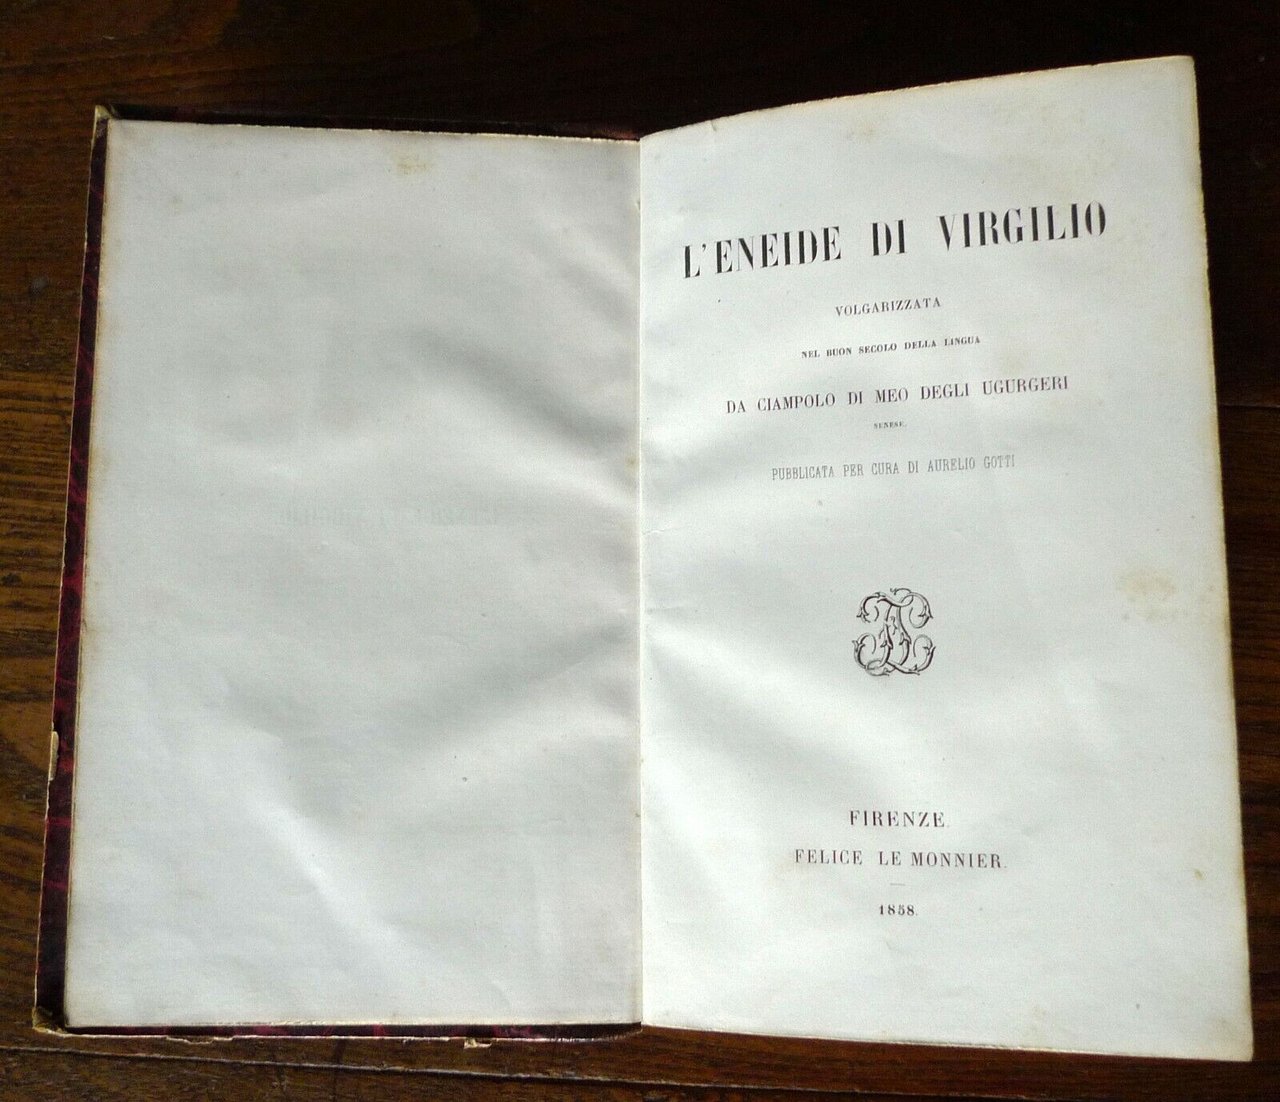 L'ENEIDE DI VIRGILIO
VOLGARIZZATA
NEL BUON SECOLO DELLA LINGUA
DA CIAMPOLO DI MEO DEGLI UGURGERI
SENESE.
PUBBLICATA PER CURA DI AURELIO GOTTI
FIRENZE.
FELICE LE MONNIER.
1858.